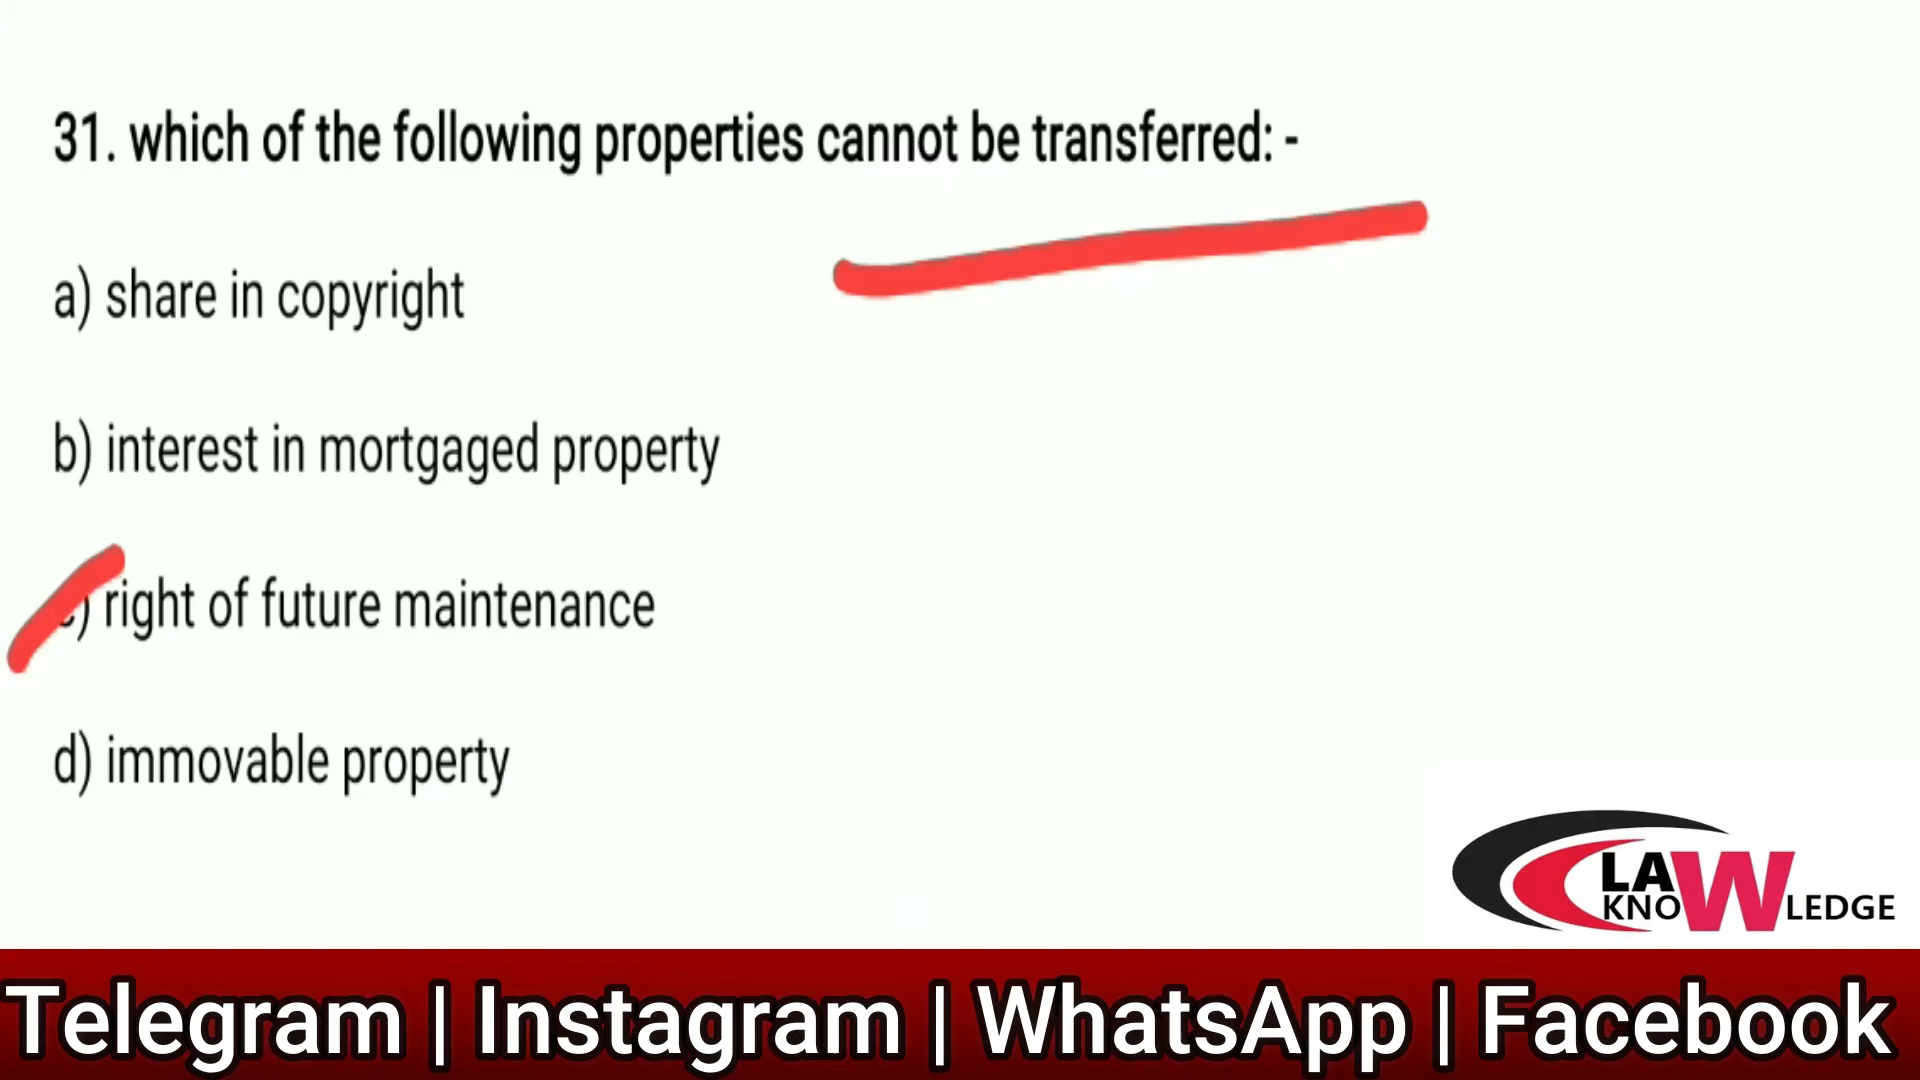 31. which of the following properties cannot be transferred: -
a) share in copyright
b) interest in mortgaged property
c) right of future maintenance
d) immovable property
LAW
KNOWLEDGE
Telegram | Instagram | WhatsApp | Facebook